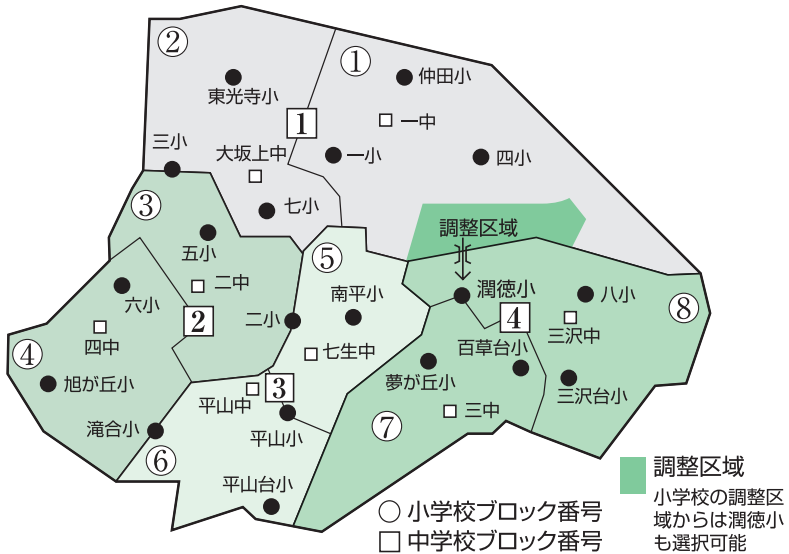 ②
①
仲田小
東光寺小
一中
1
三小
大坂上中
一小
四小
③
七小
調整区域
五小
⑤
二中
南平小
潤徳小
八小
⑧
六小
2
二小
4
三沢中
四中
④
七生中
百草台小
旭が丘小
3
夢が丘小
三沢台小
平山中
滝合小
平山小
⑦
三中
⑥
平山台小
調整区域
小学校の調整区
域からは潤徳小
も選択可能
○小学校ブロック番号
□中学校ブロック番号